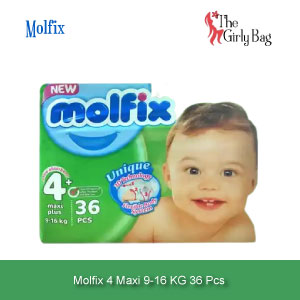 Molfix
The
Girly Bag
NEW
molfix
Unique
4+
maxi
plus
9-16 kg
36
PCS
Molfix 4 Maxi 9-16 KG 36 Pcs